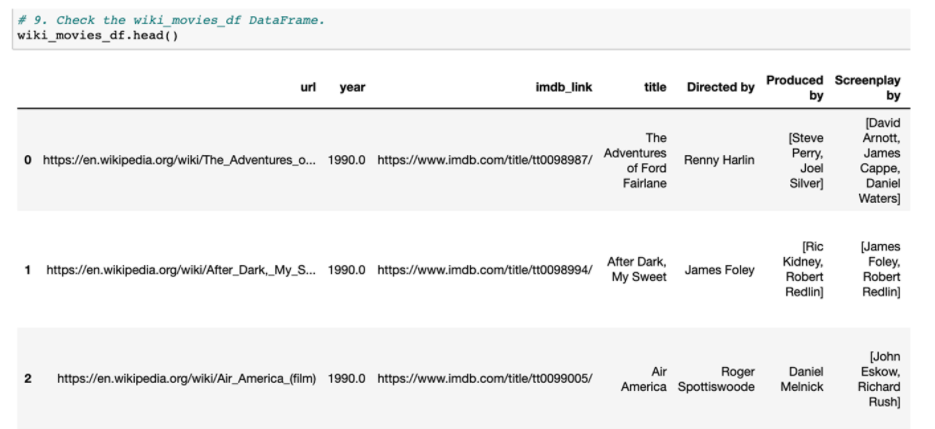 # 9. Check the wiki_movies_df DataFrame.
wiki_movies_df.head()
url year imdb_link title Directed by Produced by Screenplay by
0 https://en.wikipedia.org/wiki/The_Adventures_o... 1990.0 https://www.imdb.com/title/tt0098987/ The Adventures of Ford Fairlane Renny Harlin [Steve Perry, Joel Silver] [David Arnott, James Cappe, Daniel Waters]
1 https://en.wikipedia.org/wiki/After_Dark,_My_S... 1990.0 https://www.imdb.com/title/tt0098994/ After Dark, My Sweet James Foley [Ric Kidney, Robert Redlin] [James Foley, Robert Redlin]
2 https://en.wikipedia.org/wiki/Air_America_(film) 1990.0 https://www.imdb.com/title/tt0099005/ Air America Roger Spottiswoode Daniel Melnick [John Eskow, Richard Rush]